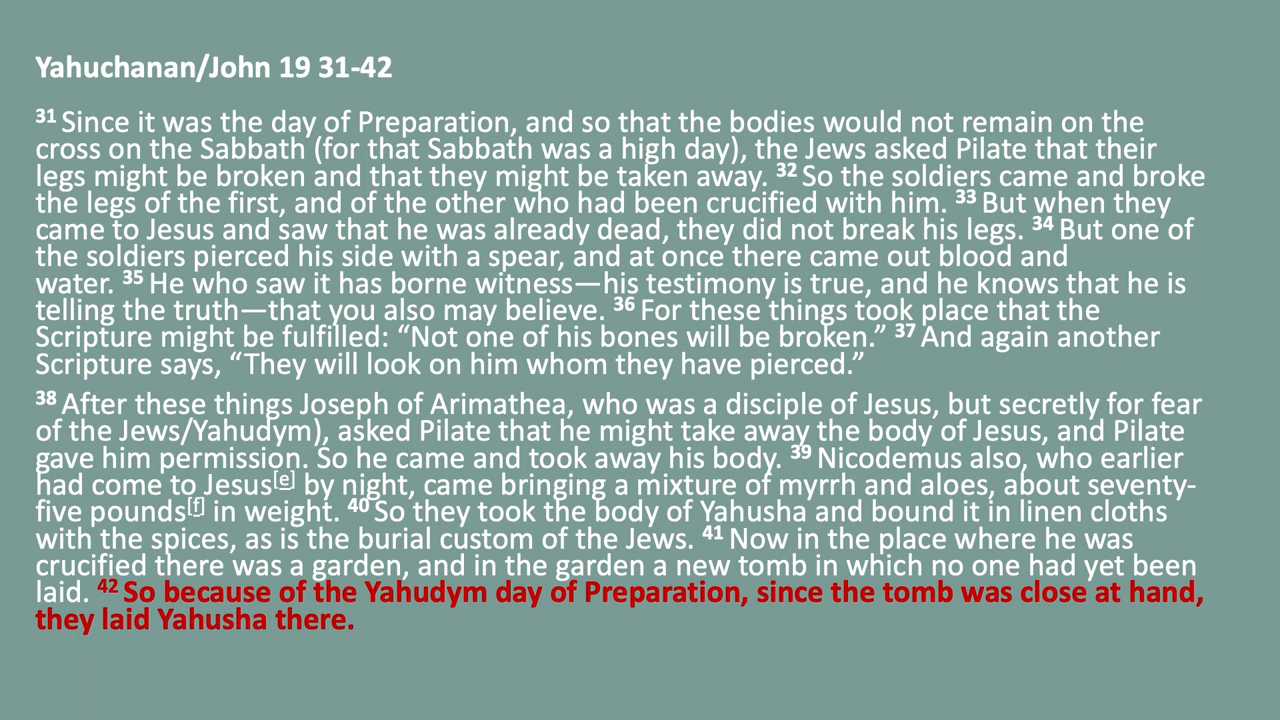 Yahuchanan/John 19 31-42
31 Since it was the day of Preparation, and so that the bodies would not remain on the
cross on the Sabbath (for that Sabbath was a high day), the Jews asked Pilate that their
legs might be broken and that they might be taken away. 32 So the soldiers came and broke
the legs of the first, and of the other who had been crucified with him. 33 But when they
came to Jesus and saw that he was already dead, they did not break his legs. 34 But one of
the soldiers pierced his side with a spear, and at once there came out blood and
water. 35 He who saw it has borne witness—his testimony is true, and he knows that he is
telling the truth—that you also may believe. 36 For these things took place that the
Scripture might be fulfilled: “Not one of his bones will be broken.” 37 And again another
Scripture says, “They will look on him whom they have pierced.”
38 After these things Joseph of Arimathea, who was a disciple of Jesus, but secretly for fear
of the Jews/Yahudym), asked Pilate that he might take away the body of Jesus, and Pilate
gave him permission. So he came and took away his body. 39 Nicodemus also, who earlier
had come to Jesus[e] by night, came bringing a mixture of myrrh and aloes, about seventy-
five pounds[f] in weight. 40 So they took the body of Yahusha and bound it in linen cloths
with the spices, as is the burial custom of the Jews. 41 Now in the place where he was
crucified there was a garden, and in the garden a new tomb in which no one had yet been
laid. 42 So because of the Yahudym day of Preparation, since the tomb was close at hand,
they laid Yahusha there.